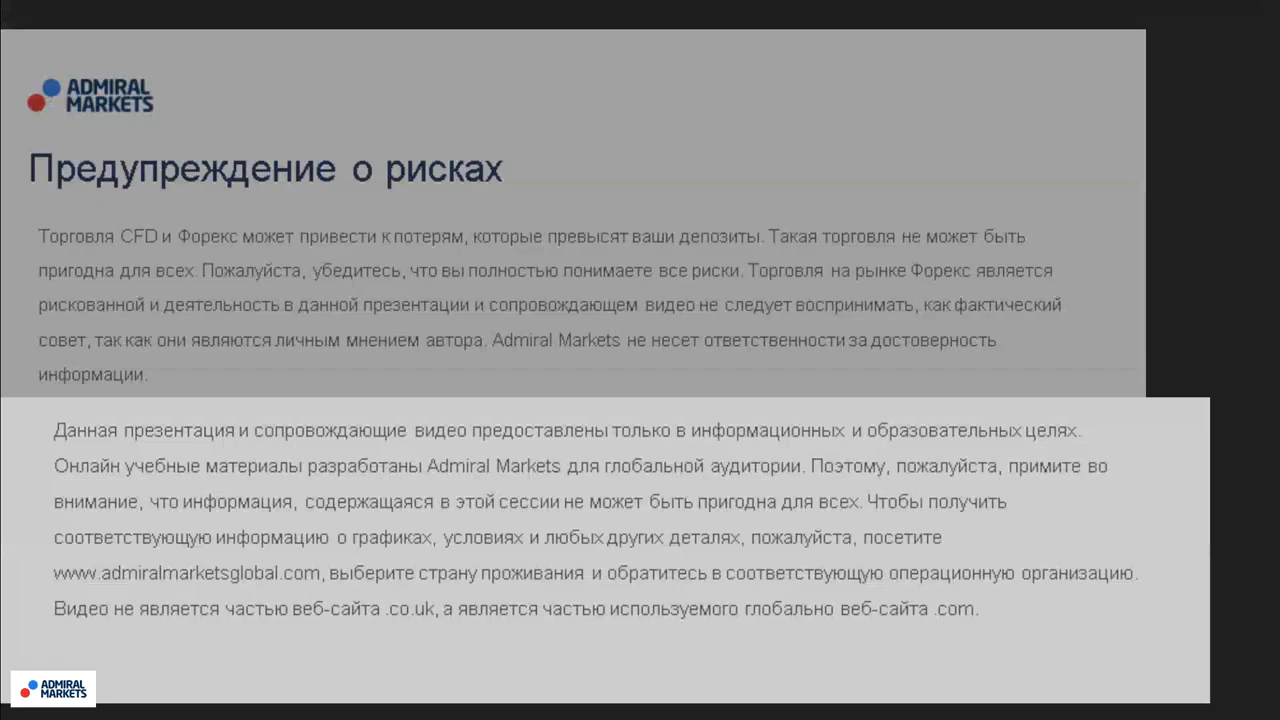 ADMIRAL
MARKETS
Предупреждение о рисках
Торговля CFD и Форекс может привести к потерям, которые превысят ваши депозиты. Такая торговля не может быть
пригодна для всех. Пожалуйста, убедитесь, что вы полностью понимаете все риски. Торговля на рынке Форекс является
рискованной и деятельность в данной презентации и сопровождающем видео не следует воспринимать, как фактический
совет, так как они являются личным мнением автора. Admiral Markets не несет ответственности за достоверность
информации.
Данная презентация и сопровождающие видео предоставлены только в информационных и образовательных целях.
Онлайн учебные материалы разработаны Admiral Markets для глобальной аудитории. Поэтому, пожалуйста, примите во
внимание, что информация, содержащаяся в этой сессии не может быть пригодна для всех. Чтобы получить
соответствующую информацию о графиках, условиях и любых других деталях, пожалуйста, посетите
www.admiralmarketsglobal.com, выберите страну проживания и обратитесь в соответствующую операционную организацию.
Видео не является частью веб-сайта .co.uk, а является частью используемого глобально веб-сайта .com.
ADMIRAL
MARKETS